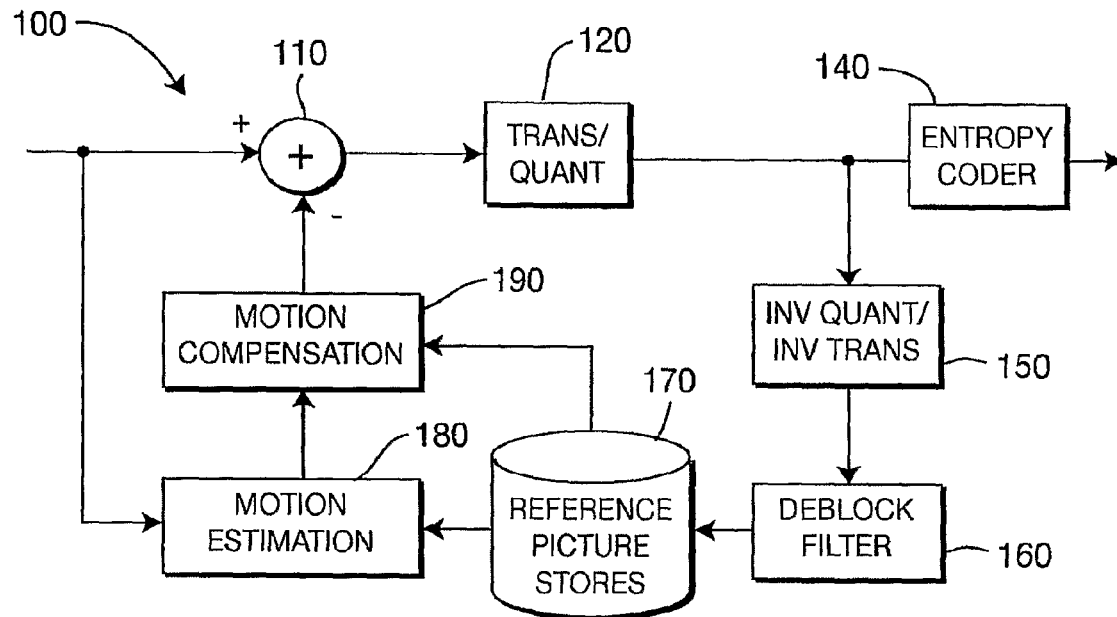 100
110
120
140
+
+
-
TRANS/
QUANT
ENTROPY
CODER
190
MOTION
COMPENSATION
INV QUANT/
INV TRANS
150
170
180
MOTION
ESTIMATION
REFERENCE
PICTURE
STORES
DEBLOCK
FILTER
160